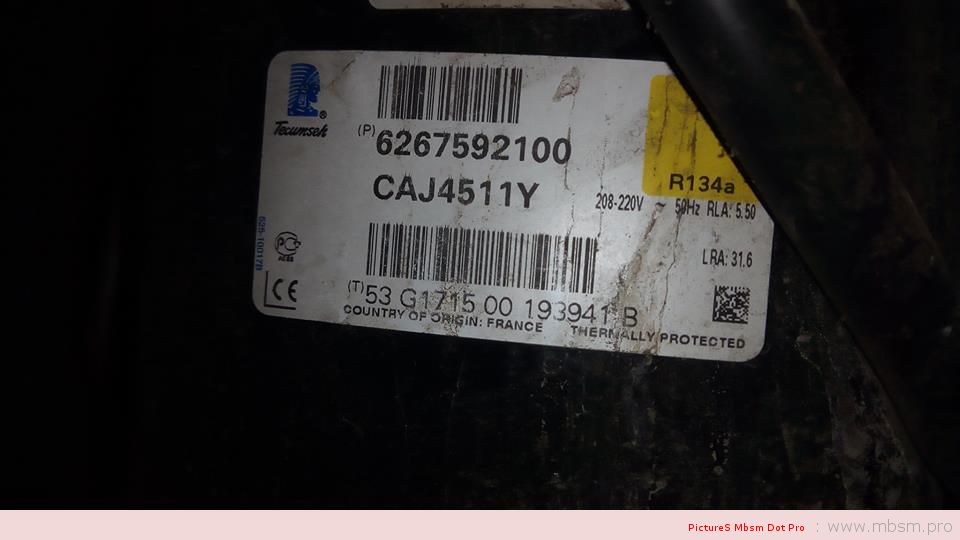 Tecumseh ®
(P) 6267592100
CAJ4511Y
R134a
208-220V ~ 50Hz RLA: 5.50
LRA: 31.6
(T) 53 G1715 00 193941 B
COUNTRY OF ORIGIN: FRANCE THERMALLY PROTECTED
CE
PictureS Mbsm Dot Pro : www.mbsm.pro